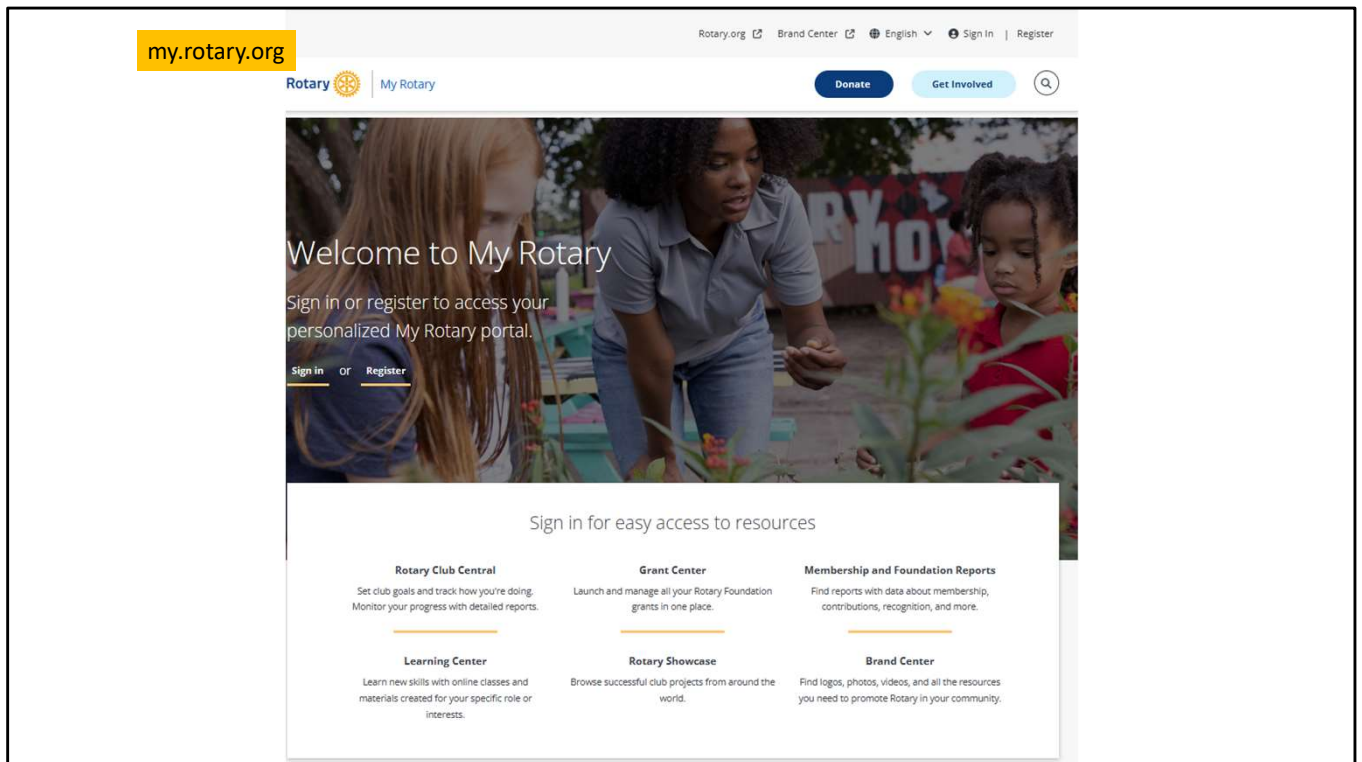 my.rotary.org
Rotary.org Brand Center English Sign In | Register
Rotary My Rotary Donate Get Involved
Welcome to My Rotary
Sign in or register to access your
personalized My Rotary portal.
Sign in or Register
Sign in for easy access to resources
Rotary Club Central
Set club goals and track how you're doing.
Monitor your progress with detailed reports.
Grant Center
Launch and manage all your Rotary Foundation
grants in one place.
Membership and Foundation Reports
Find reports with data about membership,
contributions, recognition, and more.
Learning Center
Learn new skills with online classes and
materials created for your specific role or
interests.
Rotary Showcase
Browse successful club projects from around the
world.
Brand Center
Find logos, photos, videos, and all the resources
you need to promote Rotary in your community.